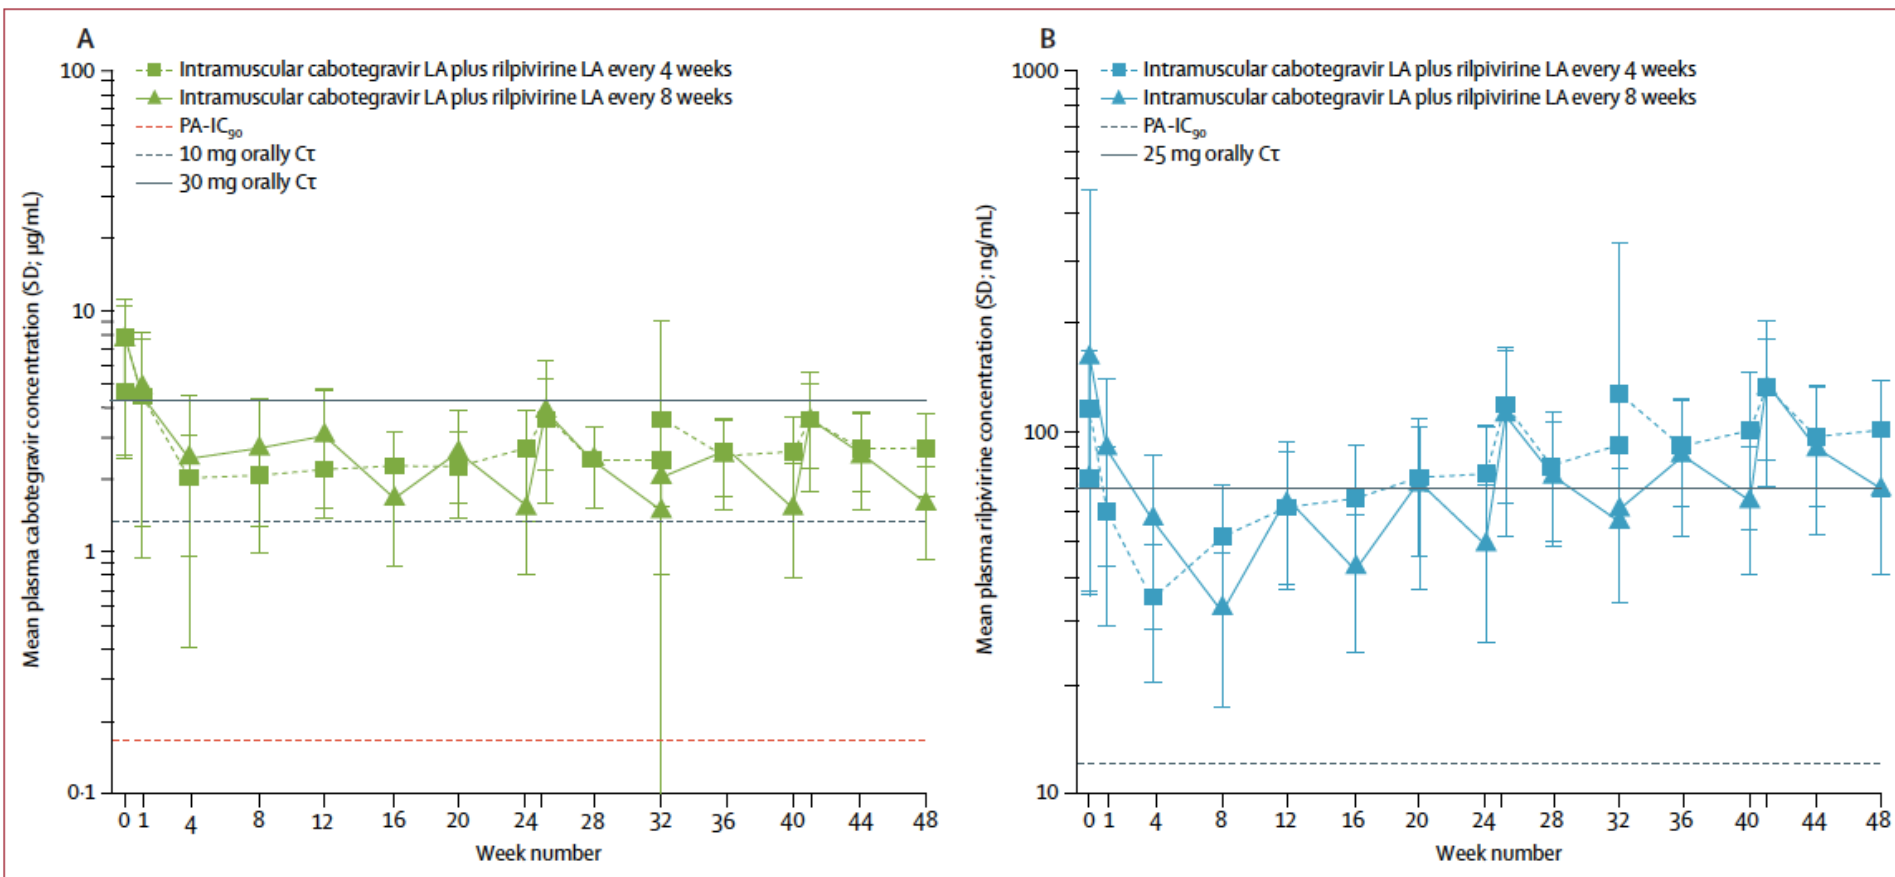 A
Intramuscular cabotegravir LA plus rilpivirine LA every 4 weeks
Intramuscular cabotegravir LA plus rilpivirine LA every 8 weeks
PA-IC90
10 mg orally Cτ
30 mg orally Cτ
Mean plasma cabotegravir concentration (SD; μg/mL)
100
10
1
0·1
0 1 4 8 12 16 20 24 28 32 36 40 44 48
Week number
B
Intramuscular cabotegravir LA plus rilpivirine LA every 4 weeks
Intramuscular cabotegravir LA plus rilpivirine LA every 8 weeks
PA-IC90
25 mg orally Cτ
Mean plasma rilpivirine concentration (SD; ng/mL)
1000
100
10
0 1 4 8 12 16 20 24 28 32 36 40 44 48
Week number